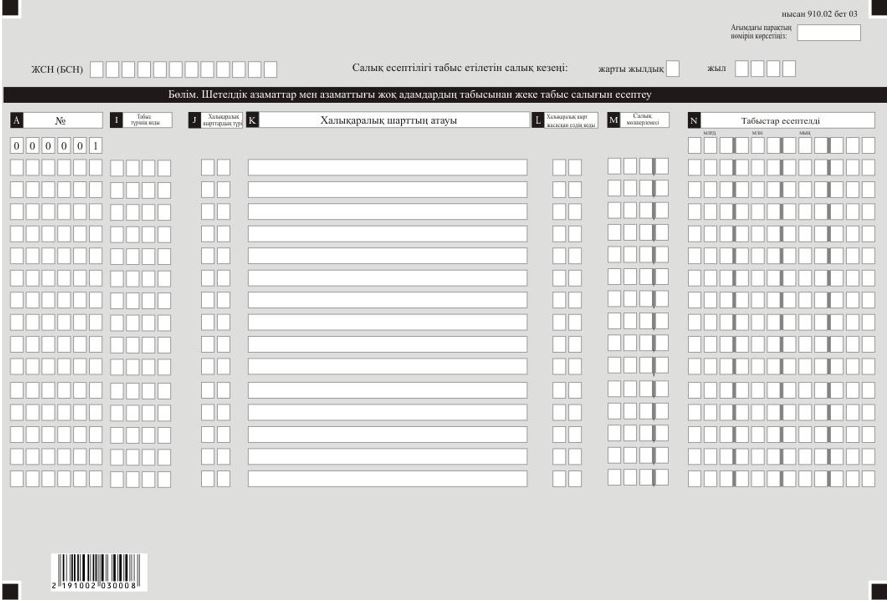 нысан 910.02 бет 03
Ағымдағы парақтың
нөмірін көрсетіңіз:
ЖСН (БСН)
Салық есептілігі табыс етілетін салық кезеңі:
жарты жылдық
жыл
Бөлім. Шетелдік азаматтар мен азаматтығы жоқ адамдардың табысынан жеке табыс салығын есептеу
A
№
I
Табыс
түрінің коды
J
Халықаралық
шарттардың түрі
K
Халықаралық шарттың атауы
L
Халықаралық шарт
жасасқан елдің коды
M
Салық
мөлшерлемесі
N
Табыстар есептелді
млрд млн мың
0 0 0 0 0 1
2 191002 030008